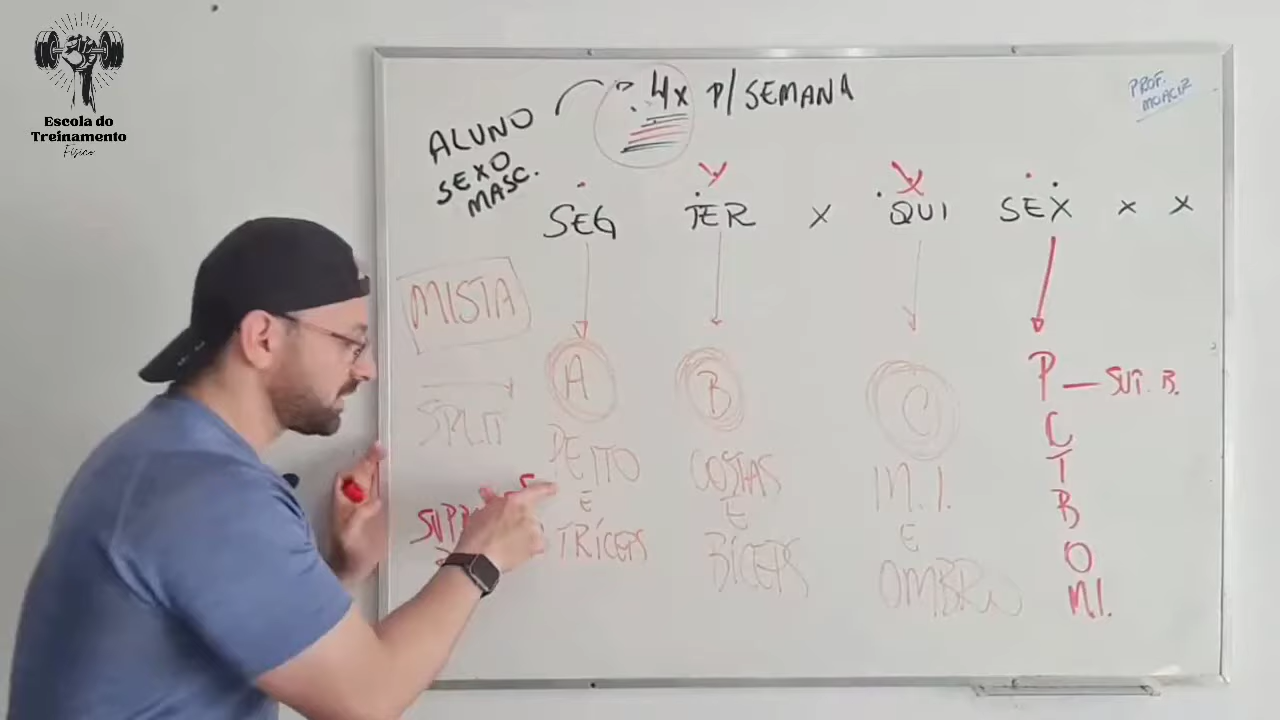 Escola do
Treinamento
Físico
PROF.
MOACIR
4x P/ SEMANA
ALUNO
SEXO
MASC.
SEG TER X QUI SEX X X
MISTA
SPLIT
A B C
PEITO
E
TRÍCEPS
COSTAS
E
BÍCEPS
M.I.
E
OMBRO
P — SUP. B.
C
T
B
O
M.I.